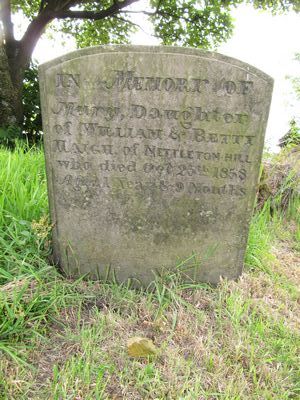 IN Memory OF
Mary, Daughter
of WILLIAM & BETTY
HAIGH, of NETTLETON HILL
who died Oct 25th 1858
Aged 1 Year & 9 Months